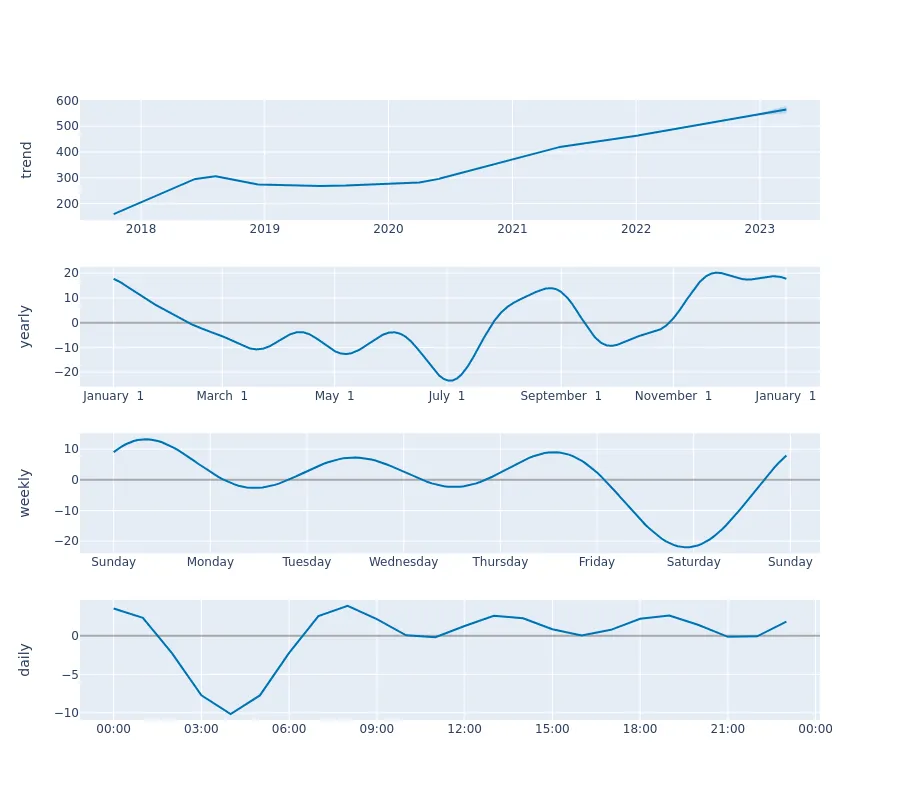 trend
600
500
400
300
200
2018 2019 2020 2021 2022 2023
yearly
20
10
0
−10
−20
January 1 March 1 May 1 July 1 September 1 November 1 January 1
weekly
10
0
−10
−20
Sunday Monday Tuesday Wednesday Thursday Friday Saturday Sunday
daily
0
−5
−10
00:00 03:00 06:00 09:00 12:00 15:00 18:00 21:00 00:00